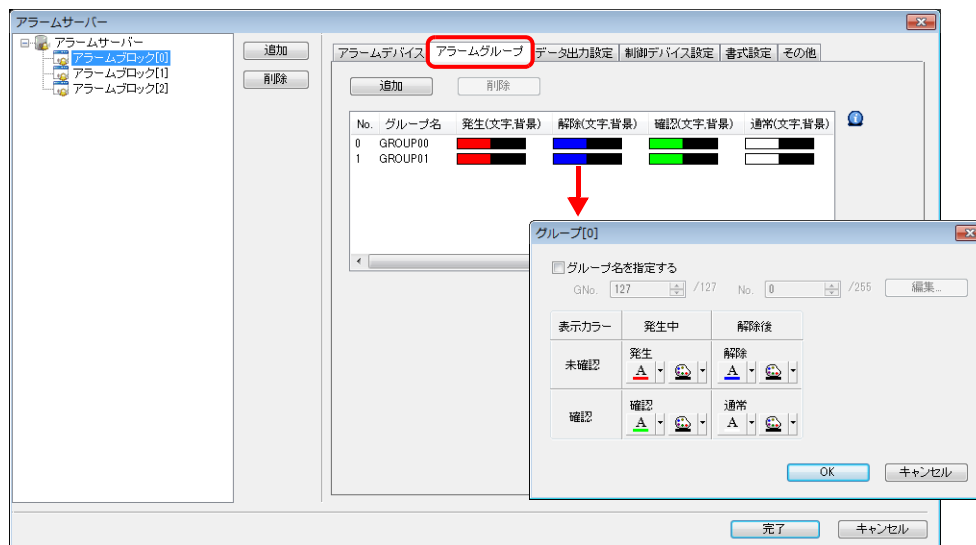 アラームサーバー
アラームサーバー
アラームブロック[0]
アラームブロック[1]
アラームブロック[2]
追加
削除
アラームデバイス アラームグループ データ出力設定 制御デバイス設定 書式設定 その他
追加 削除
No. グループ名 発生(文字,背景) 解除(文字,背景) 確認(文字,背景) 通常(文字,背景)
0 GROUP00
1 GROUP01
グループ[0]
グループ名を指定する
GNo. 127 /127 No. 0 /255 編集...
表示カラー 発生中 解除後
未確認 発生 解除
A A
確認 確認 通常
A A
OK キャンセル
完了 キャンセル